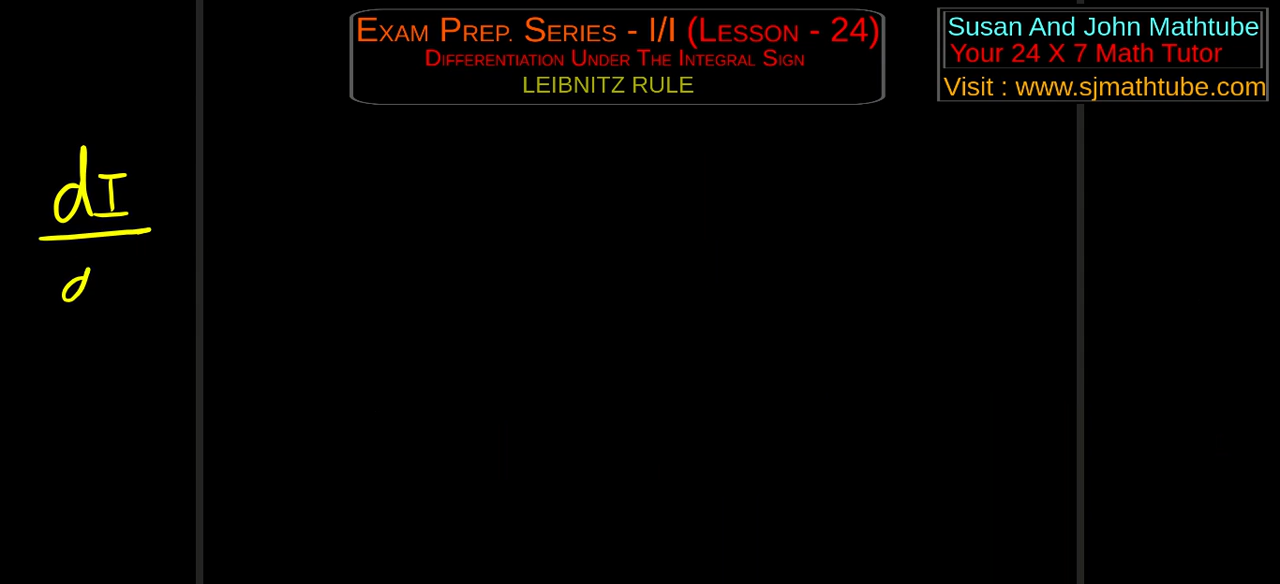 Exam Prep. Series - I/I (Lesson - 24)
Differentiation Under The Integral Sign
LEIBNITZ RULE
Susan And John Mathtube
Your 24 X 7 Math Tutor
Visit : www.sjmathtube.com
dI
d